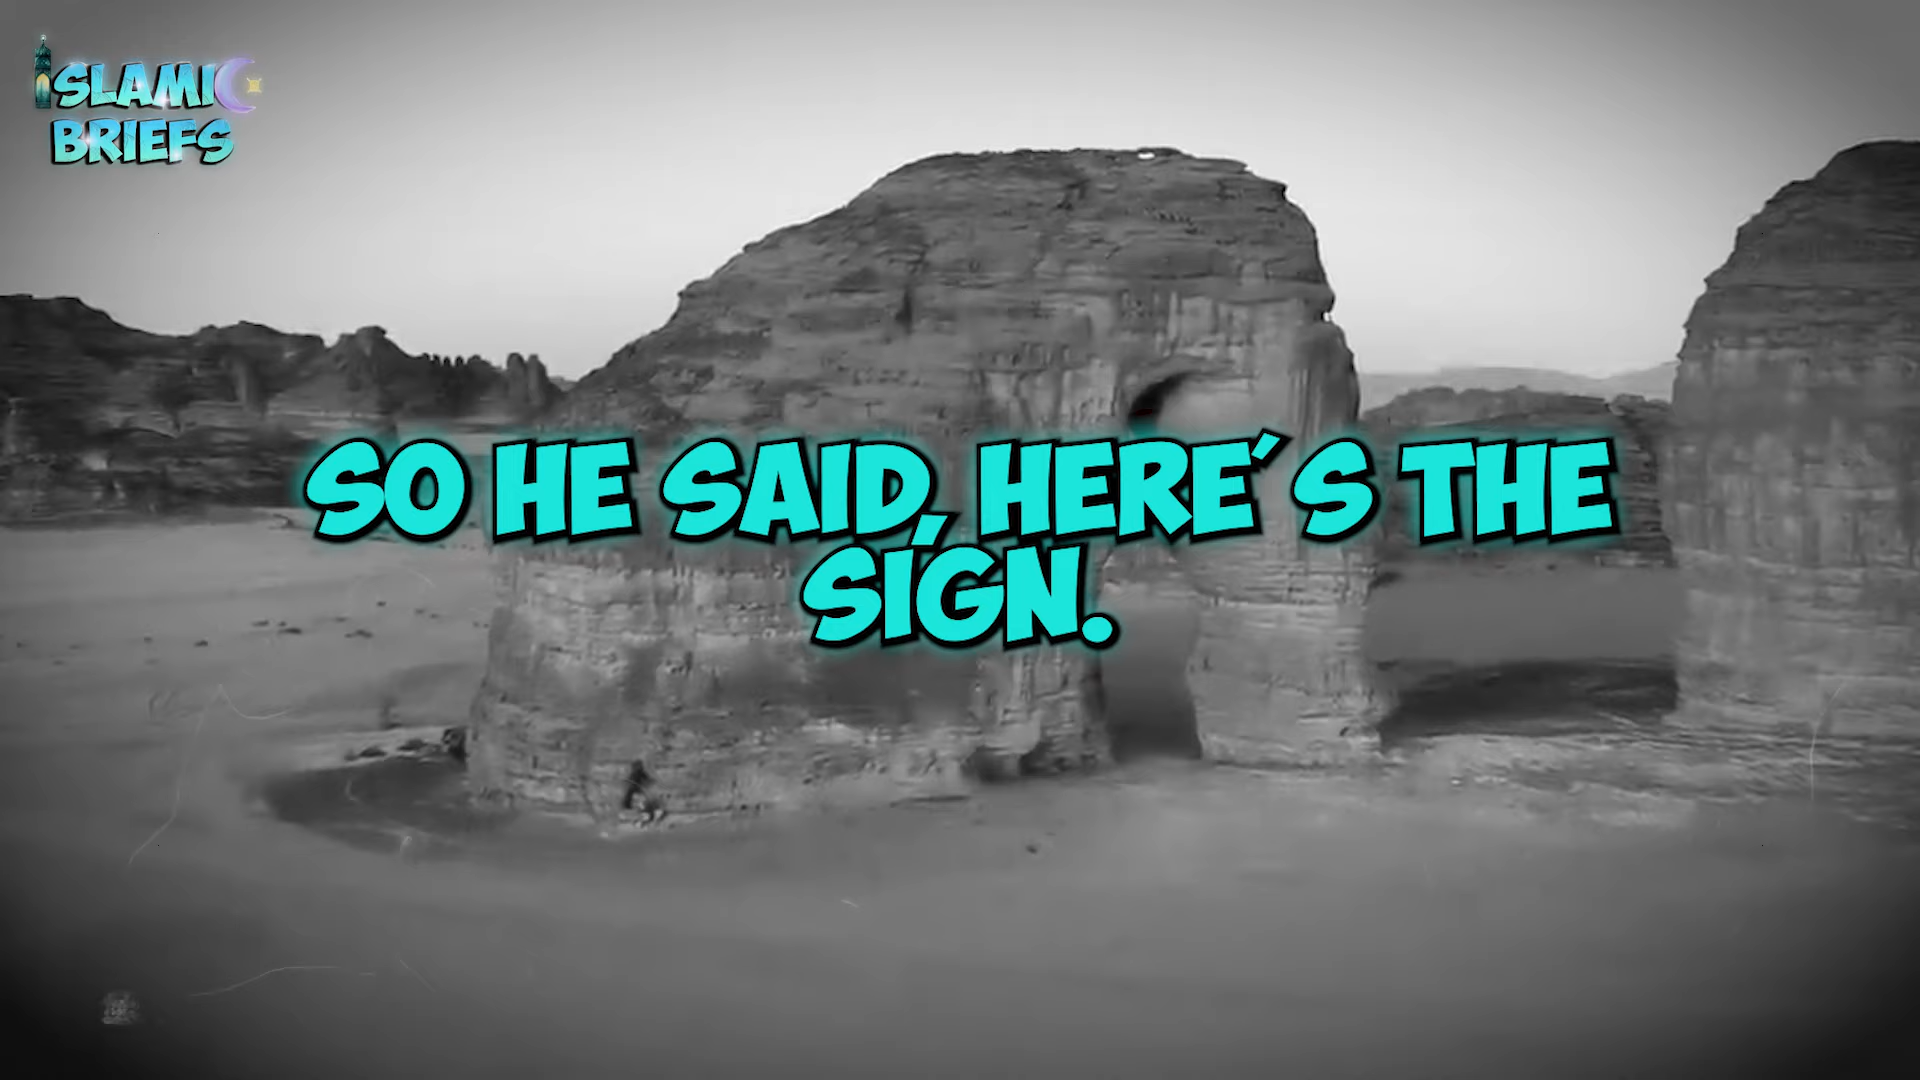 ISLAMIC
BRIEFS
SO HE SAID, HERE'S THE
SIGN.